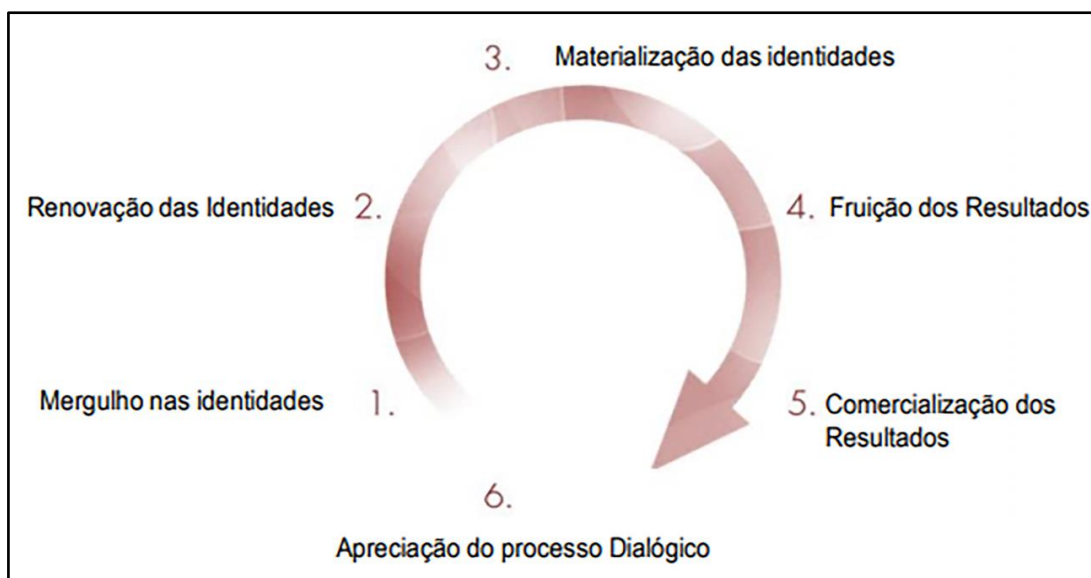 3. Materialização das identidades
Renovação das Identidades 2.
4. Fruição dos Resultados
Mergulho nas identidades 1.
5. Comercialização dos
Resultados
6.
Apreciação do processo Dialógico